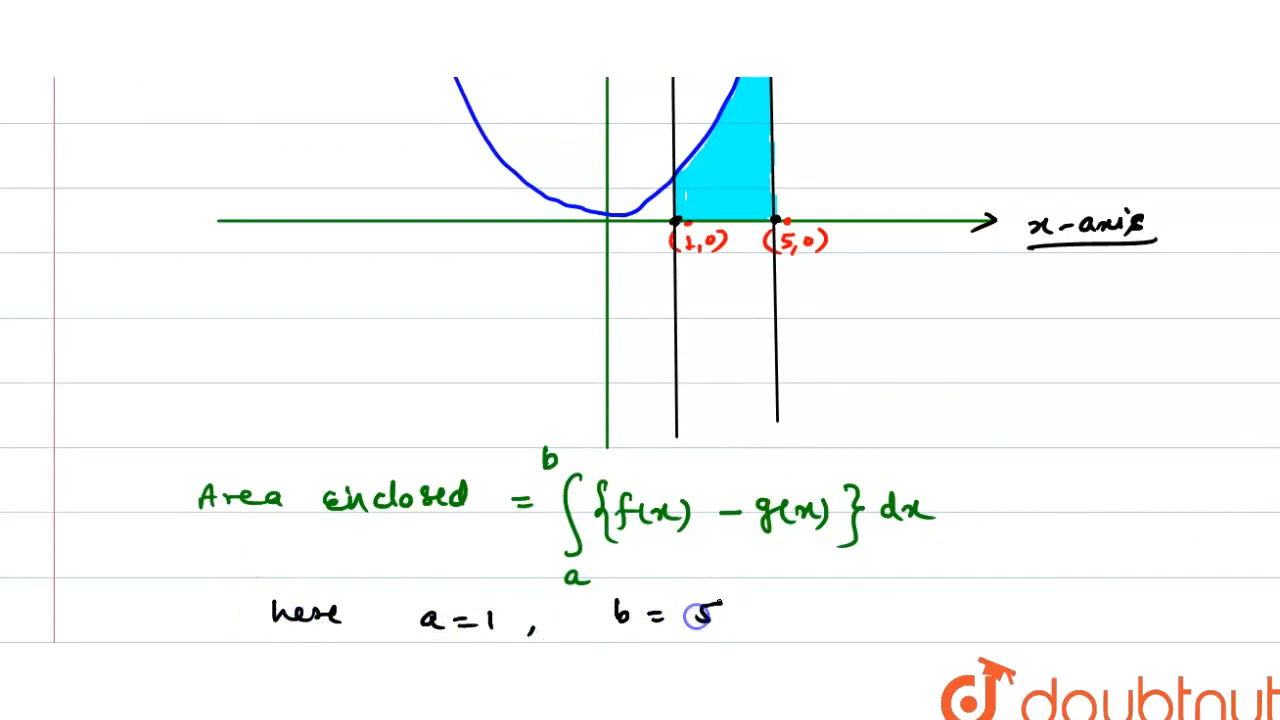 x-axis
(1,0) (5,0)
b
Area enclosed = ∫{f(x) - g(x)} dx
a
here a=1, b=5
doubtnut